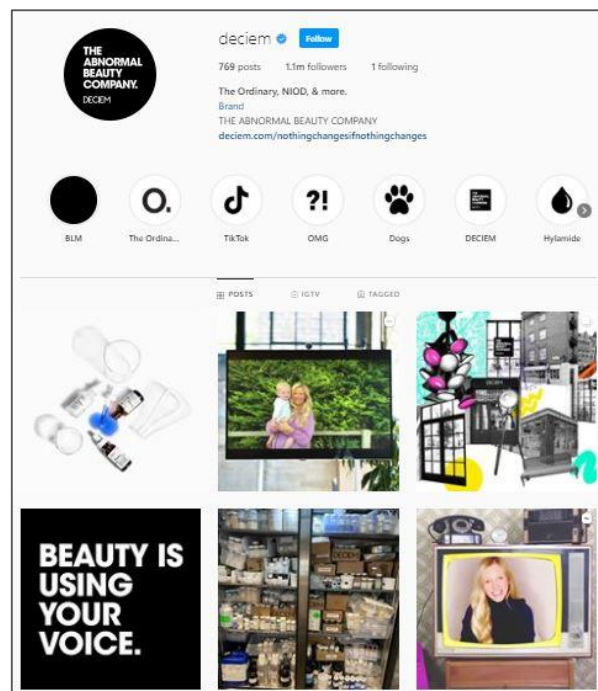 deciem Follow
THE
ABNORMAL
BEAUTY
COMPANY.
DECIEM
769 posts 1.1m followers 1 following
The Ordinary, NIOD, & more.
Brand
THE ABNORMAL BEAUTY COMPANY
deciem.com/nothingchangesifnothingchanges
O. ?!
BLM The Ordina... TikTok OMG Dogs DECIEM Hylamide
POSTS IGTV TAGGED
DECIEM
BEAUTY IS
USING
YOUR
VOICE.
DECIEM